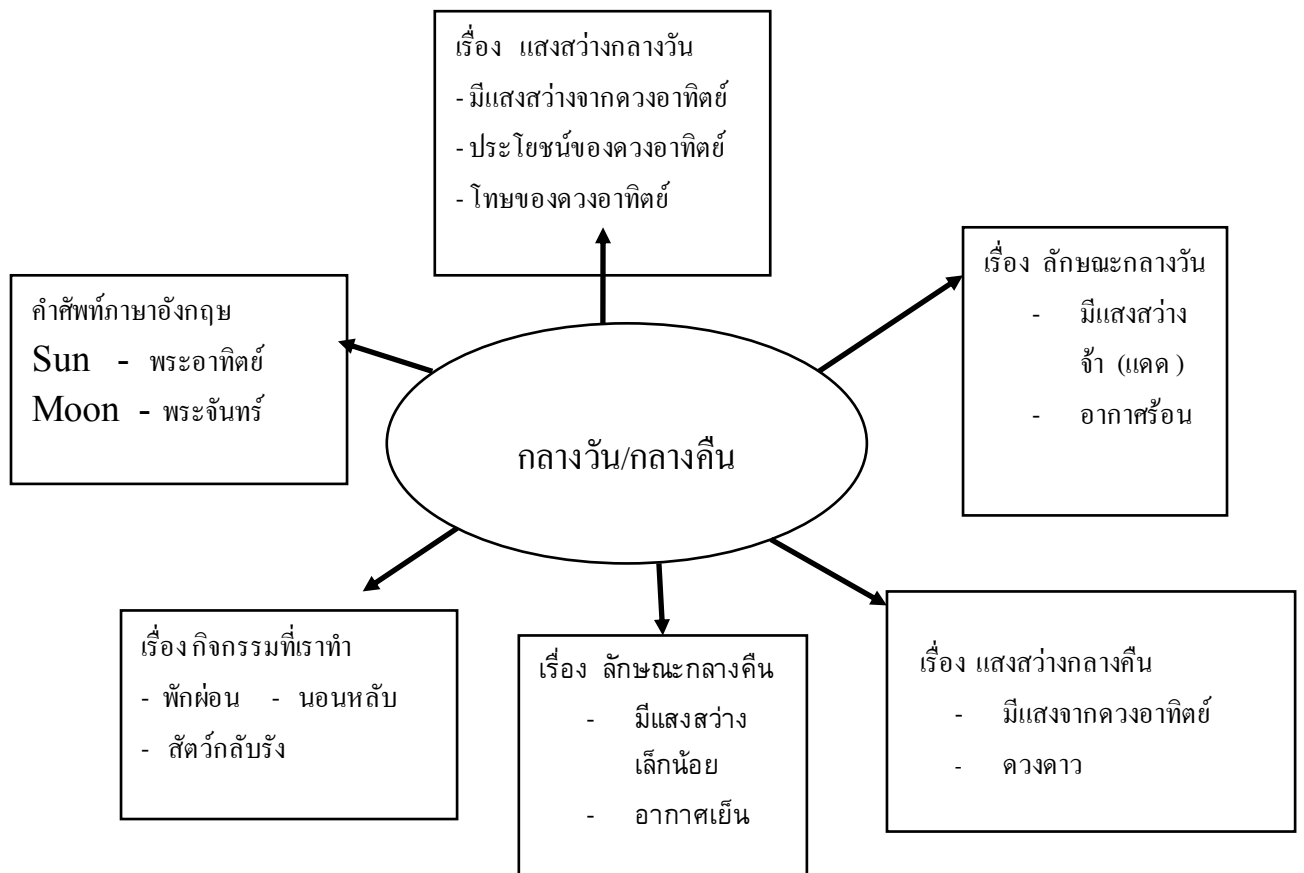 เรื่อง แสงสว่างกลางวัน
- มีแสงสว่างจากดวงอาทิตย์
- ประโยชน์ของดวงอาทิตย์
- โทษของดวงอาทิตย์
เรื่อง ลักษณะกลางวัน
- มีแสงสว่าง
จ้า (แดด )
- อากาศร้อน
คำศัพท์ภาษาอังกฤษ
Sun - พระอาทิตย์
Moon - พระจันทร์
กลางวัน/กลางคืน
เรื่อง กิจกรรมที่เราทำ
- พักผ่อน - นอนหลับ
- สัตว์กลับรัง
เรื่อง ลักษณะกลางคืน
- มีแสงสว่าง
เล็กน้อย
- อากาศเย็น
เรื่อง แสงสว่างกลางคืน
- มีแสงจากดวงอาทิตย์
- ดวงดาว